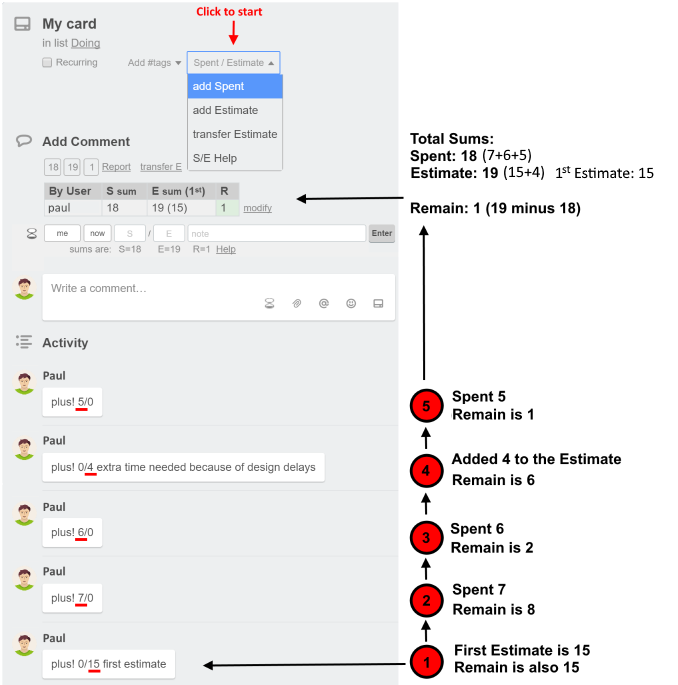 Click to start
My card
in list Doing
Recurring
Add #tags
Spent / Estimate
add Spent
add Estimate
transfer Estimate
S/E Help
Add Comment
18 19 1 Report transfer E
By User S sum E sum (1st) R
paul 18 19 (15) 1 modify
me now S / E note Enter
sums are: S=18 E=19 R=1 Help
Write a comment…
Activity
Paul
plus! 5/0
Paul
plus! 0/4 extra time needed because of design delays
Paul
plus! 6/0
Paul
plus! 7/0
Paul
plus! 0/15 first estimate
Total Sums:
Spent: 18 (7+6+5)
Estimate: 19 (15+4) 1st Estimate: 15
Remain: 1 (19 minus 18)
5 Spent 5
Remain is 1
4 Added 4 to the Estimate
Remain is 6
3 Spent 6
Remain is 2
2 Spent 7
Remain is 8
1 First Estimate is 15
Remain is also 15